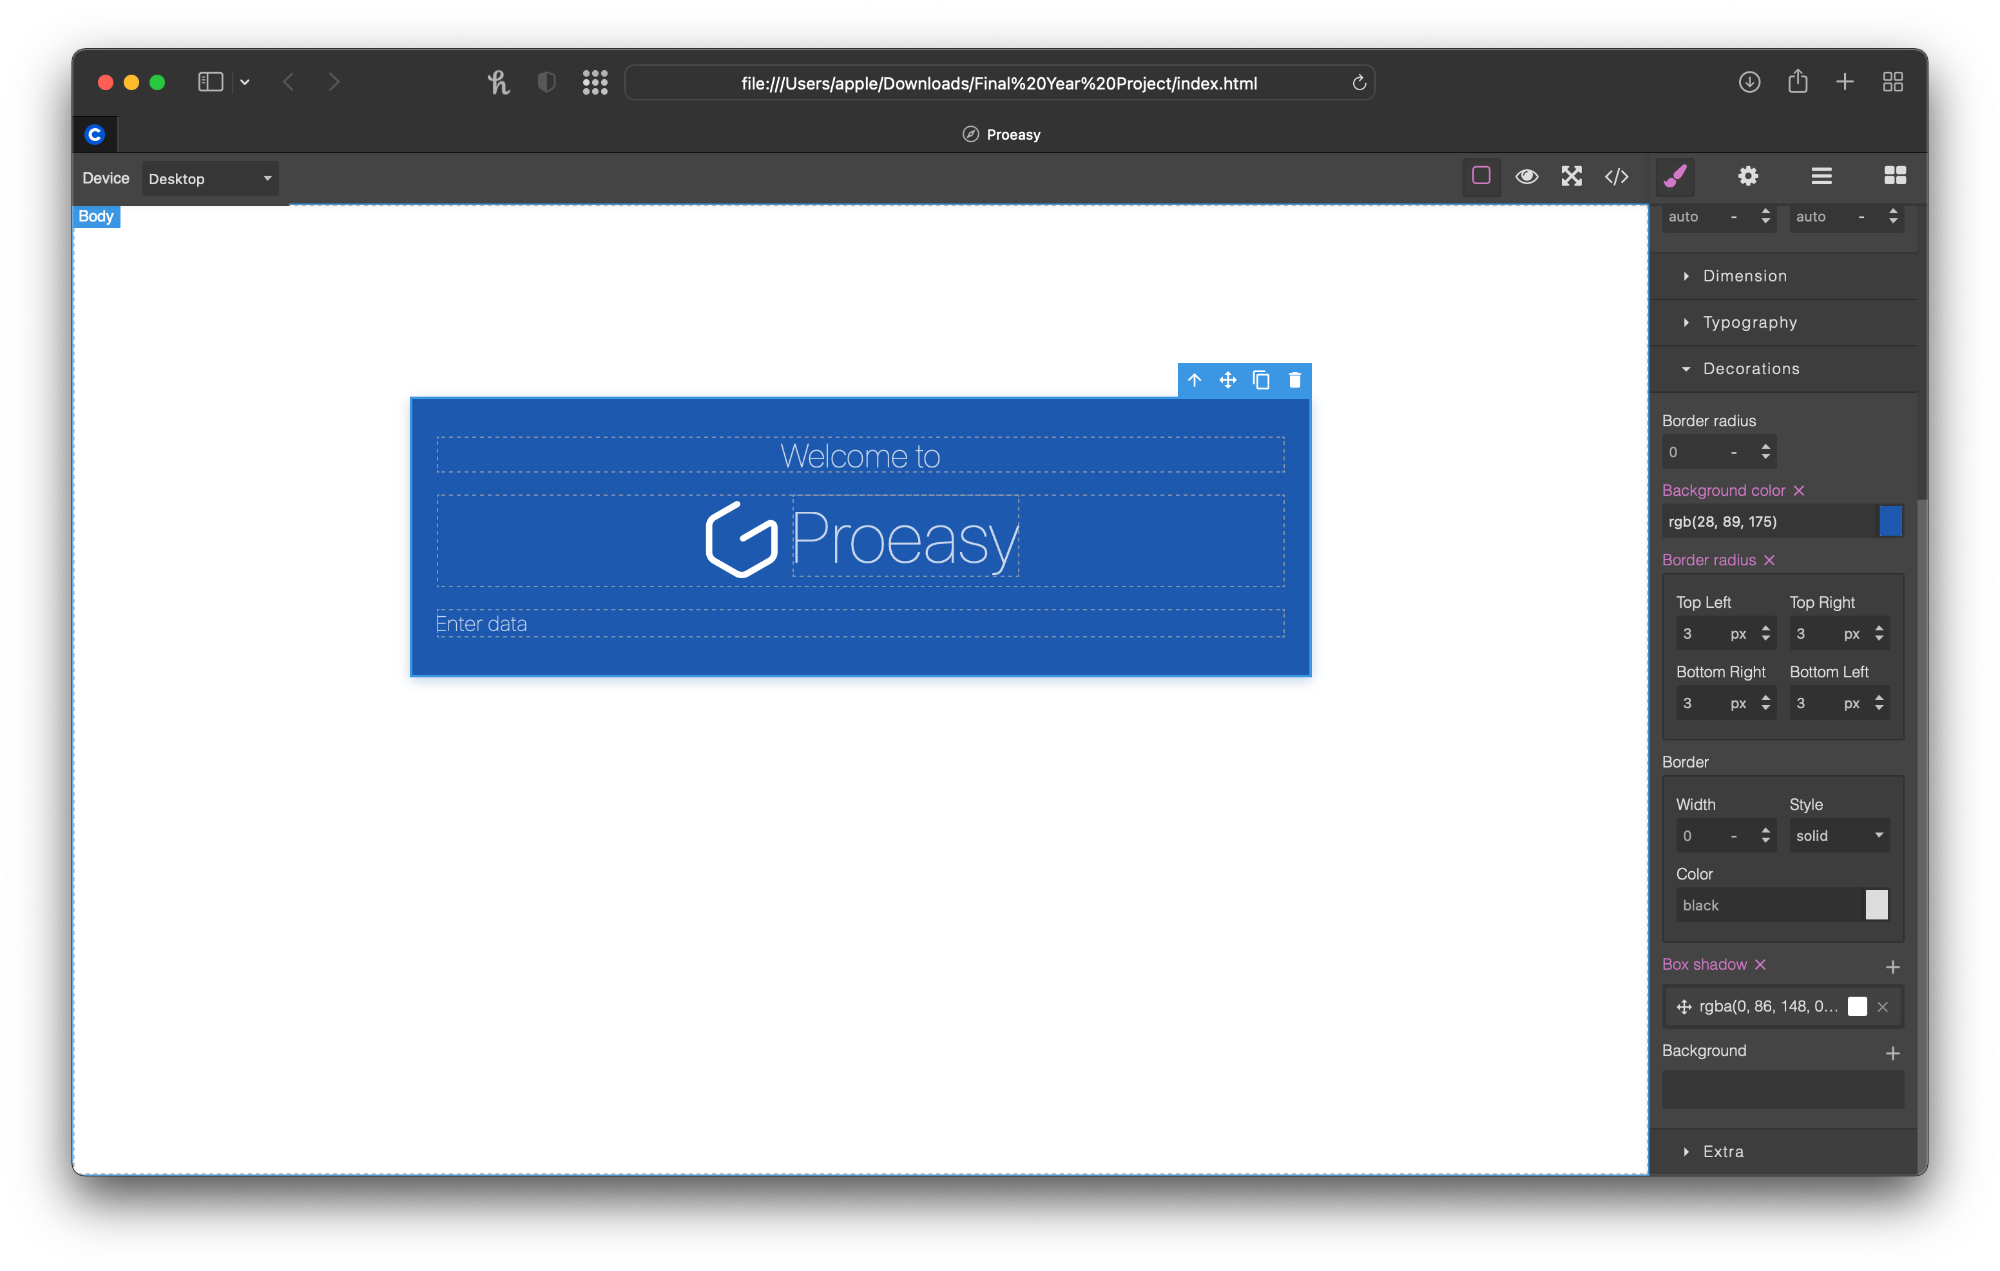 file:///Users/apple/Downloads/Final%20Year%20Project/index.html
C
Proeasy
Device
Desktop
Body
auto - auto -
Dimension
Typography
Decorations
Border radius
0 -
Background color
rgb(28, 89, 175)
Border radius
Top Left Top Right
3 px 3 px
Bottom Right Bottom Left
3 px 3 px
Border
Width Style
0 - solid
Color
black
Box shadow
rgba(0, 86, 148, 0...
Background
Extra
Welcome to
Proeasy
Enter data